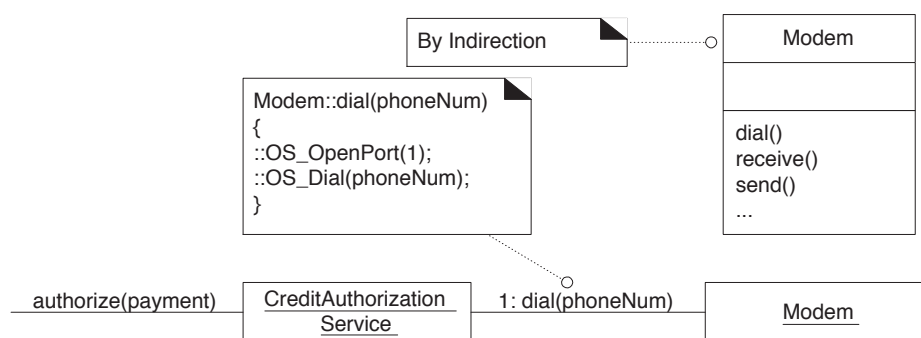 By Indirection
Modem
Modem::dial(phoneNum)
{
::OS_OpenPort(1);
::OS_Dial(phoneNum);
}
dial()
receive()
send()
...
authorize(payment)
CreditAuthorization
Service
1: dial(phoneNum)
Modem